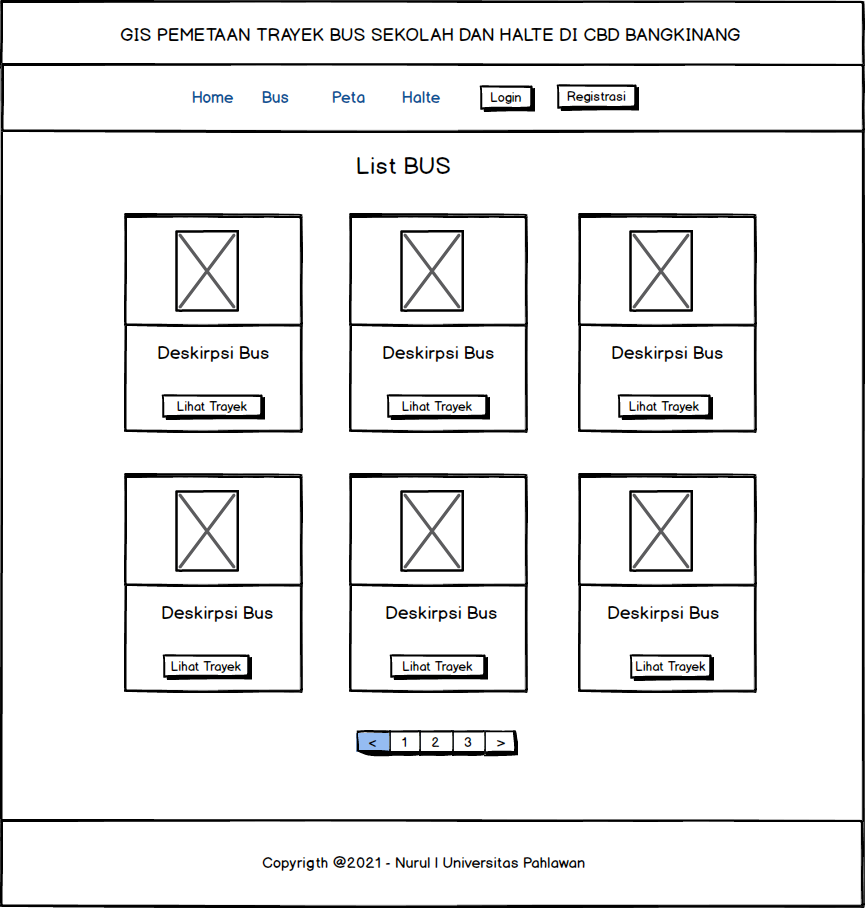 GIS PEMETAAN TRAYEK BUS SEKOLAH DAN HALTE DI CBD BANGKINANG
Home Bus Peta Halte Login Registrasi
List BUS
Deskirpsi Bus Deskirpsi Bus Deskirpsi Bus
Lihat Trayek Lihat Trayek Lihat Trayek
Deskirpsi Bus Deskirpsi Bus Deskirpsi Bus
Lihat Trayek Lihat Trayek Lihat Trayek
< 1 2 3 >
Copyrigth @2021 - Nurul | Universitas Pahlawan